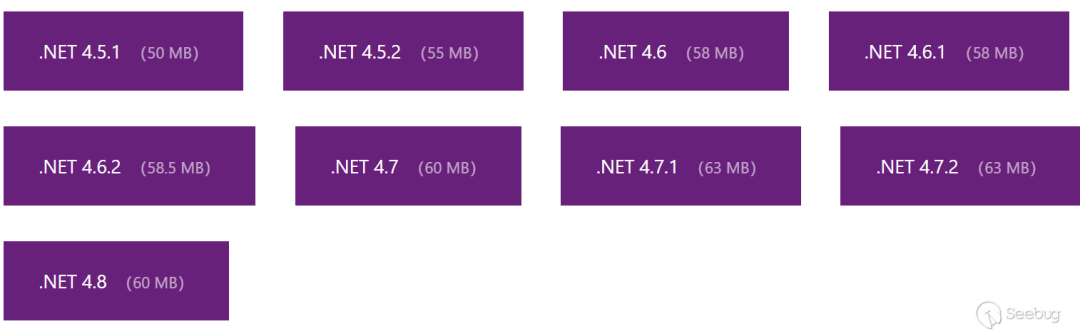 .NET 4.5.1 (50 MB) .NET 4.5.2 (55 MB) .NET 4.6 (58 MB) .NET 4.6.1 (58 MB)
.NET 4.6.2 (58.5 MB) .NET 4.7 (60 MB) .NET 4.7.1 (63 MB) .NET 4.7.2 (63 MB)
.NET 4.8 (60 MB)
Seebug